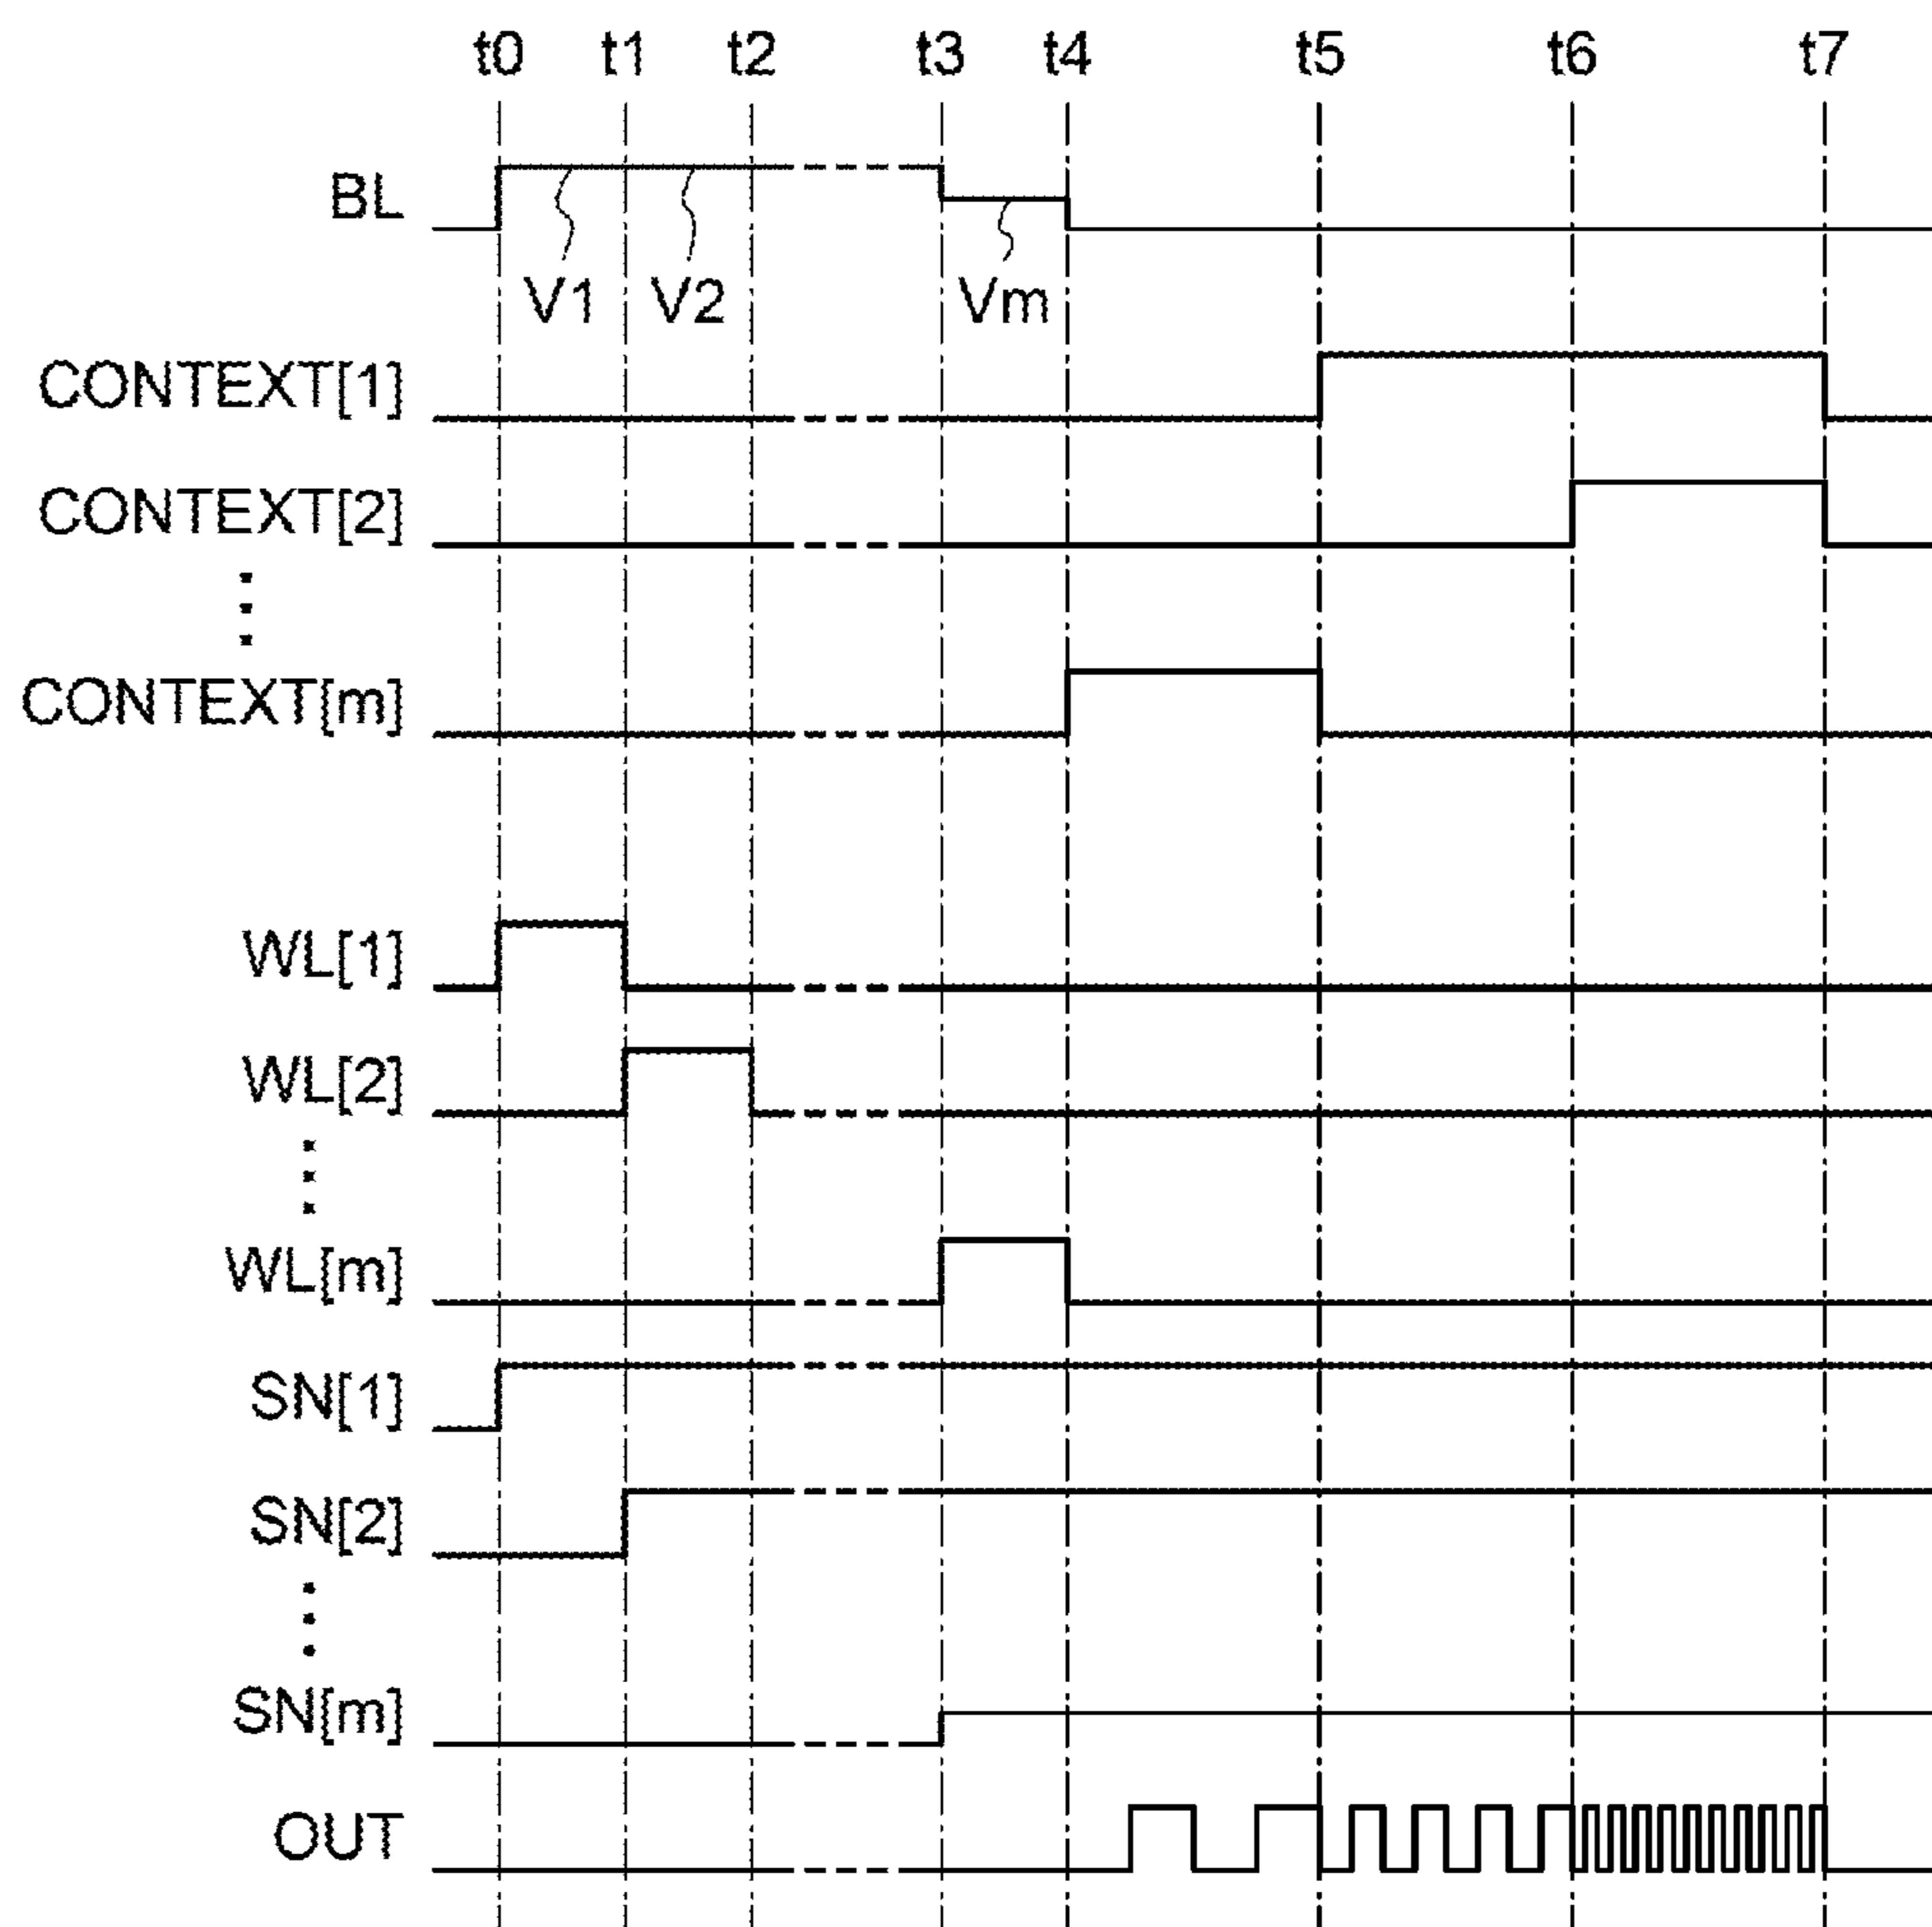 t0 t1 t2 t3 t4 t5 t6 t7
BL
V1 V2 Vm
CONTEXT[1]
CONTEXT[2]
CONTEXT[m]
WL[1]
WL[2]
WL[m]
SN[1]
SN[2]
SN[m]
OUT